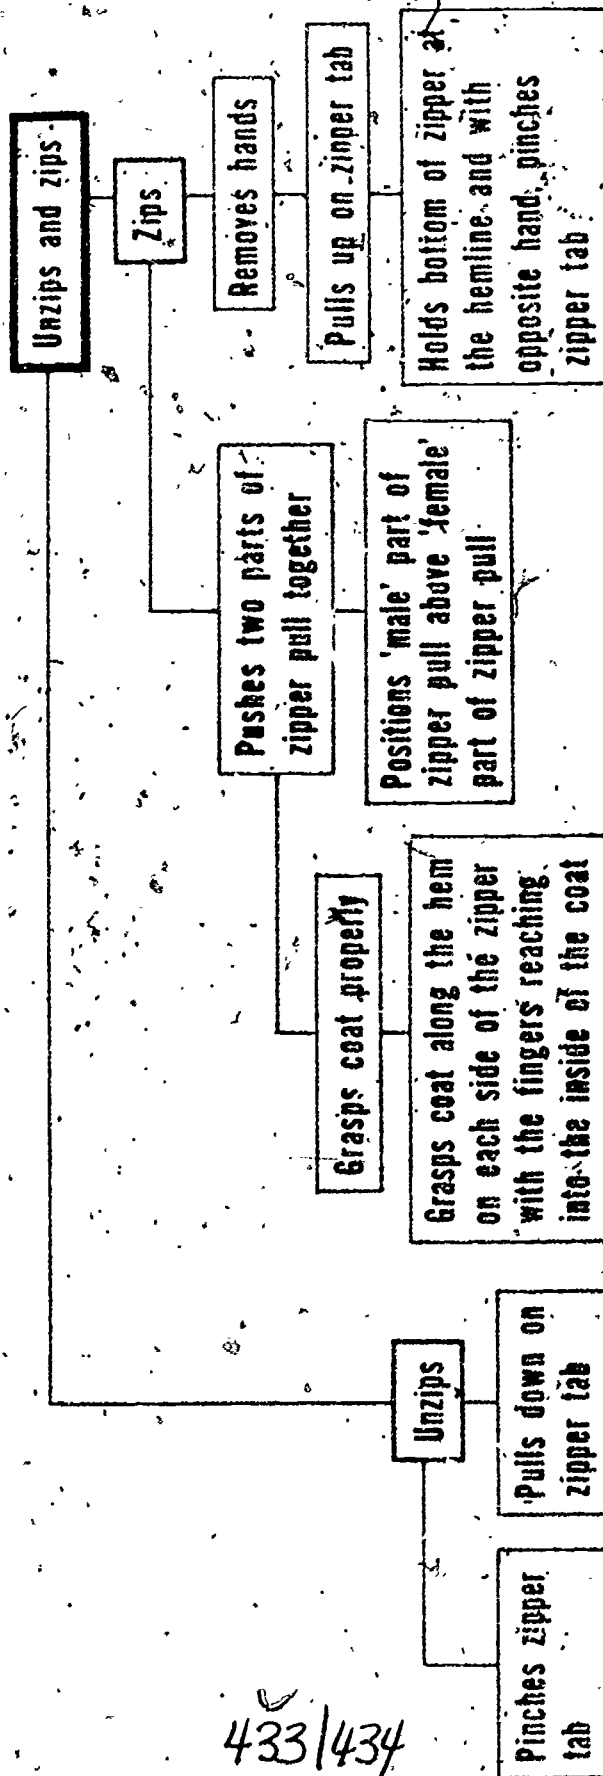 Unzips and zips
Zips
Removes hands
Pulls up on zipper tab
Holds bottom of zipper at
the hemline and with
opposite hand, pinches
zipper tab
Pushes two parts of
zipper pull together
Positions 'male' part of
zipper pull above 'female'
part of zipper pull
Grasps coat properly
Grasps coat along the hem
on each side of the zipper
with the fingers reaching
into the inside of the coat
Unzips
Pulls down on
zipper tab
Pinches zipper
tab
433/434